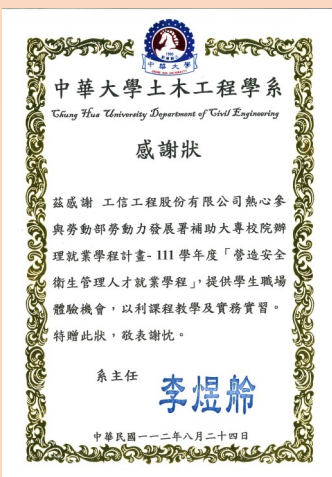 1990
中華大學
中華大學土木工程學系
Chung Hua University Department of Civil Engineering
感謝狀
茲感謝 工信工程股份有限公司熱心參
與勞動部勞動力發展署補助大專校院辦
理就業學程計畫-111學年度「營造安全
衛生管理人才就業學程」,提供學生職場
體驗機會,以利課程教學及實務實習。
特贈此狀,敬表謝忱。
系主任 李煜舲
中華民國一一二年八月二十四日